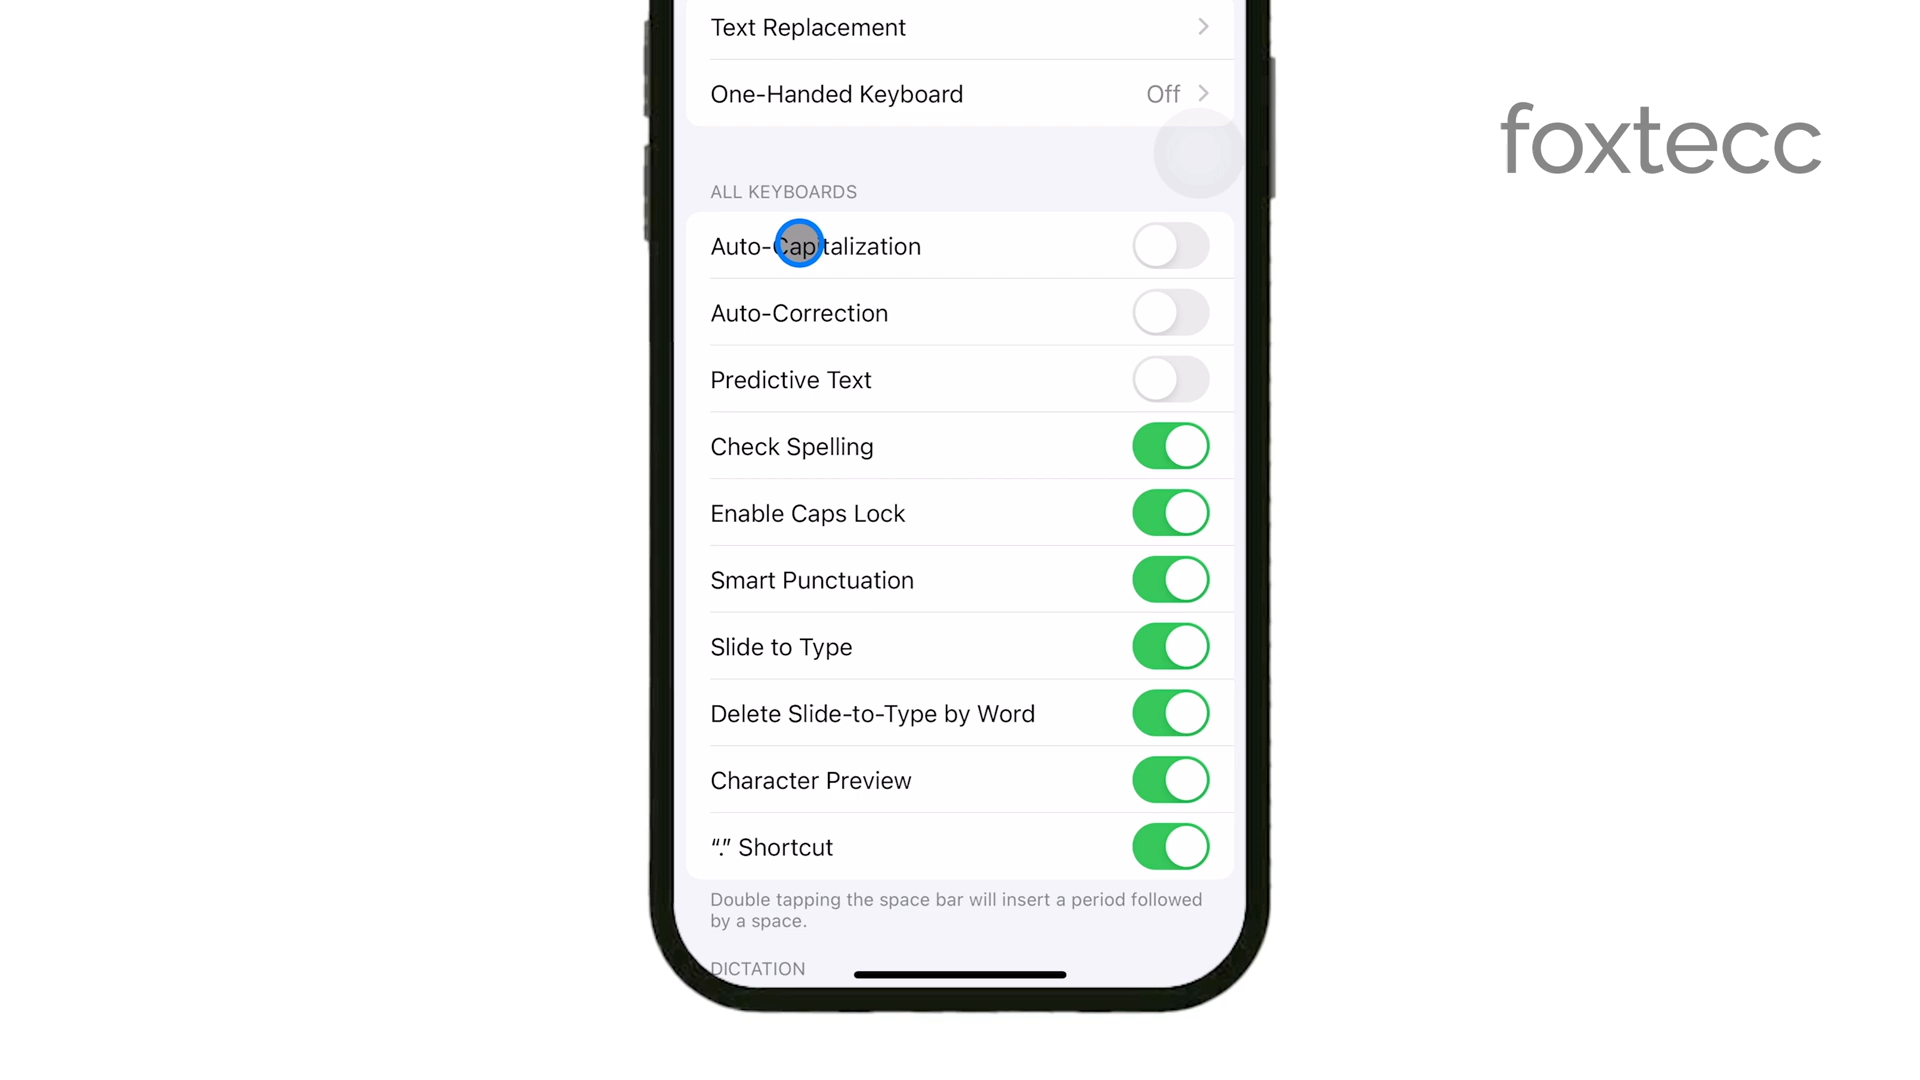 Text Replacement
One-Handed Keyboard Off
foxtecc
ALL KEYBOARDS
Auto-Capitalization
Auto-Correction
Predictive Text
Check Spelling
Enable Caps Lock
Smart Punctuation
Slide to Type
Delete Slide-to-Type by Word
Character Preview
“.” Shortcut
Double tapping the space bar will insert a period followed
by a space.
DICTATION